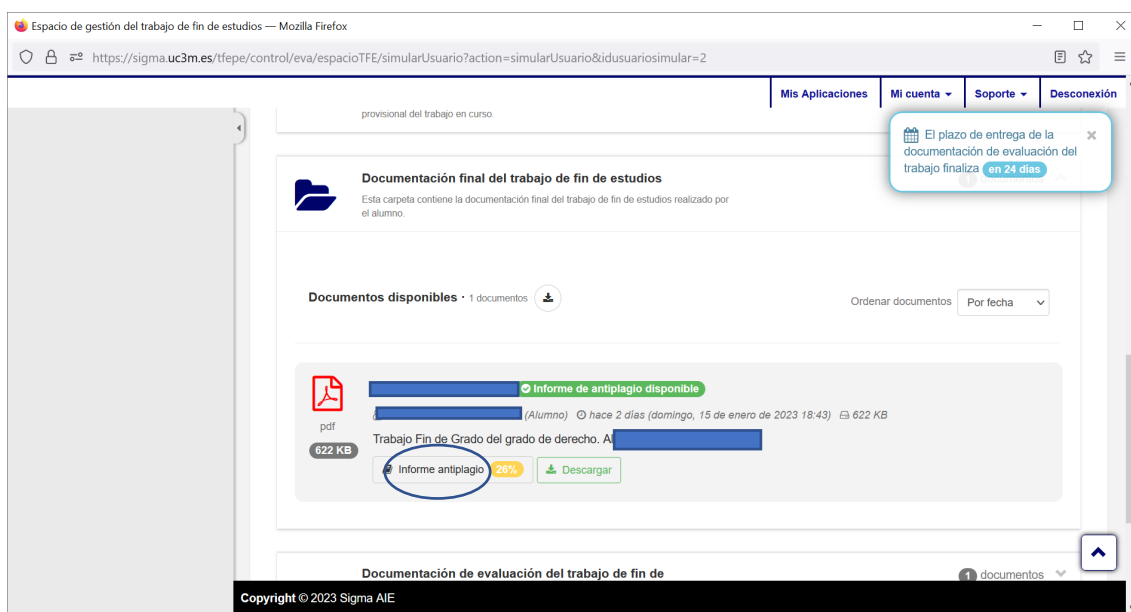 Espacio de gestión del trabajo de fin de estudios — Mozilla Firefox
https://sigma.uc3m.es/tfepe/control/eva/espacioTFE/simularUsuario?action=simularUsuario&idusuariosimular=2
Mis Aplicaciones Mi cuenta Soporte Desconexión
provisional del trabajo en curso.
El plazo de entrega de la
documentación de evaluación del
trabajo finaliza en 24 días
Documentación final del trabajo de fin de estudios
Esta carpeta contiene la documentación final del trabajo de fin de estudios realizado por
el alumno.
Documentos disponibles · 1 documentos
Ordenar documentos Por fecha
Informe de antiplagio disponible
(Alumno) hace 2 días (domingo, 15 de enero de 2023 18:43) 622 KB
pdf
Trabajo Fin de Grado del grado de derecho. Al
622 KB
Informe antiplagio 26% Descargar
Documentación de evaluación del trabajo de fin de
1 documentos
Copyright © 2023 Sigma AIE